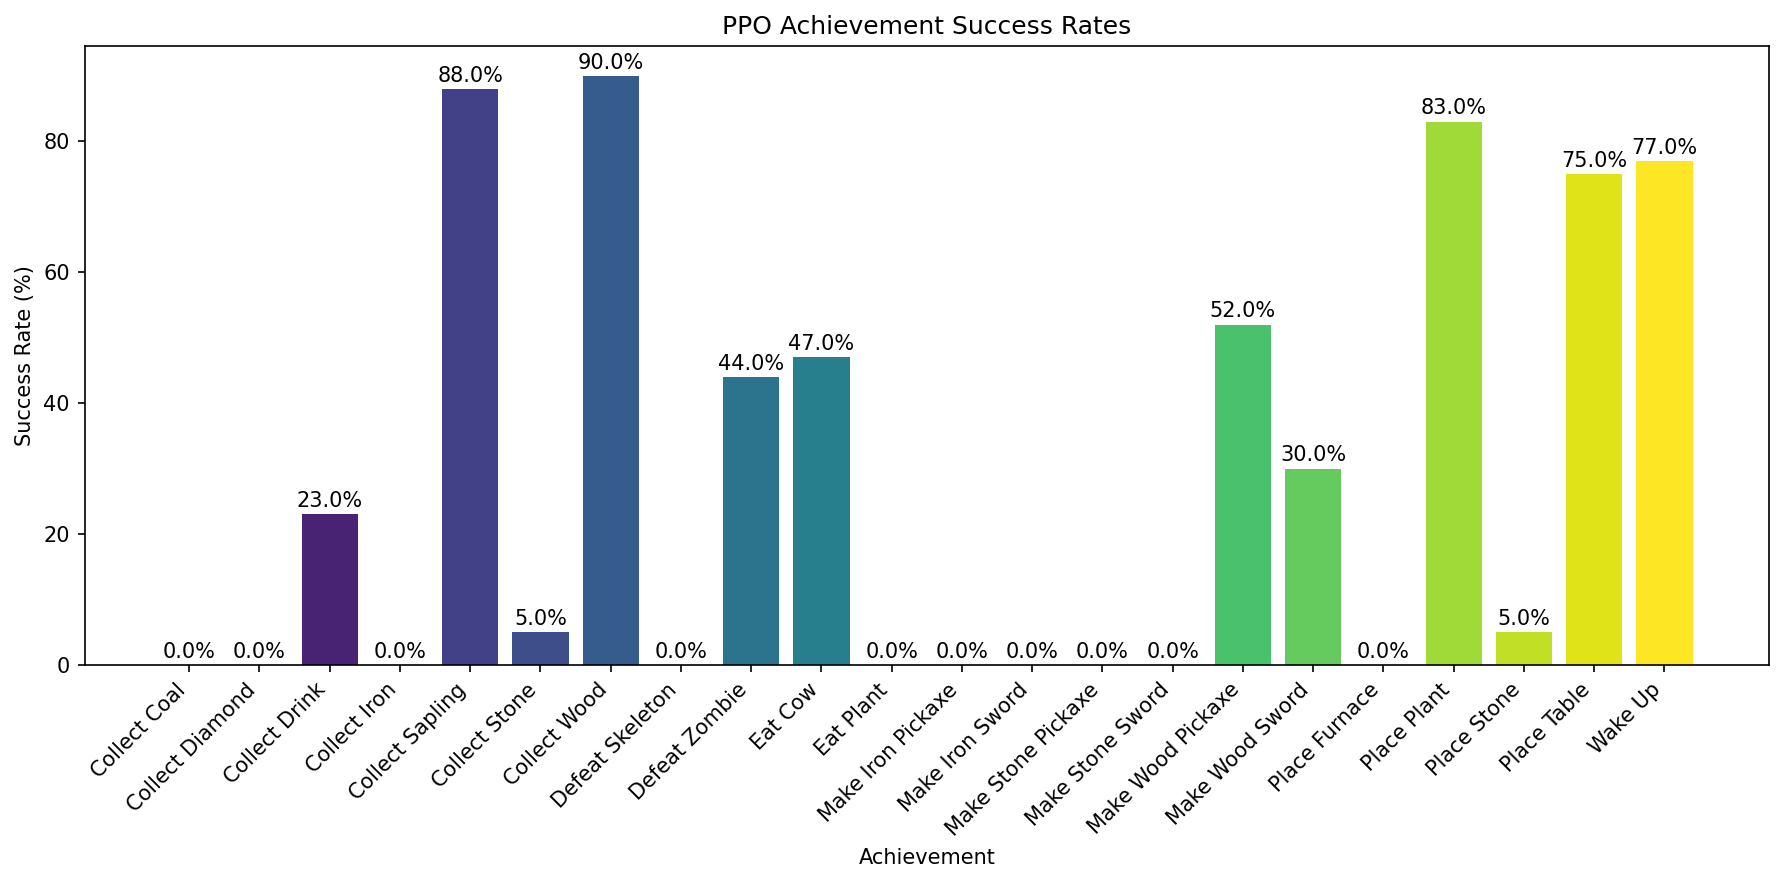 PPO Achievement Success Rates
Success Rate (%)
80
60
40
20
0
0.0%
0.0%
23.0%
0.0%
88.0%
5.0%
90.0%
0.0%
44.0%
47.0%
0.0%
0.0%
0.0%
0.0%
0.0%
52.0%
30.0%
0.0%
83.0%
5.0%
75.0%
77.0%
Collect Coal
Collect Diamond
Collect Drink
Collect Iron
Collect Sapling
Collect Stone
Collect Wood
Defeat Skeleton
Defeat Zombie
Eat Cow
Eat Plant
Make Iron Pickaxe
Make Iron Sword
Make Stone Pickaxe
Make Stone Sword
Make Wood Pickaxe
Make Wood Sword
Place Furnace
Place Plant
Place Stone
Place Table
Wake Up
Achievement